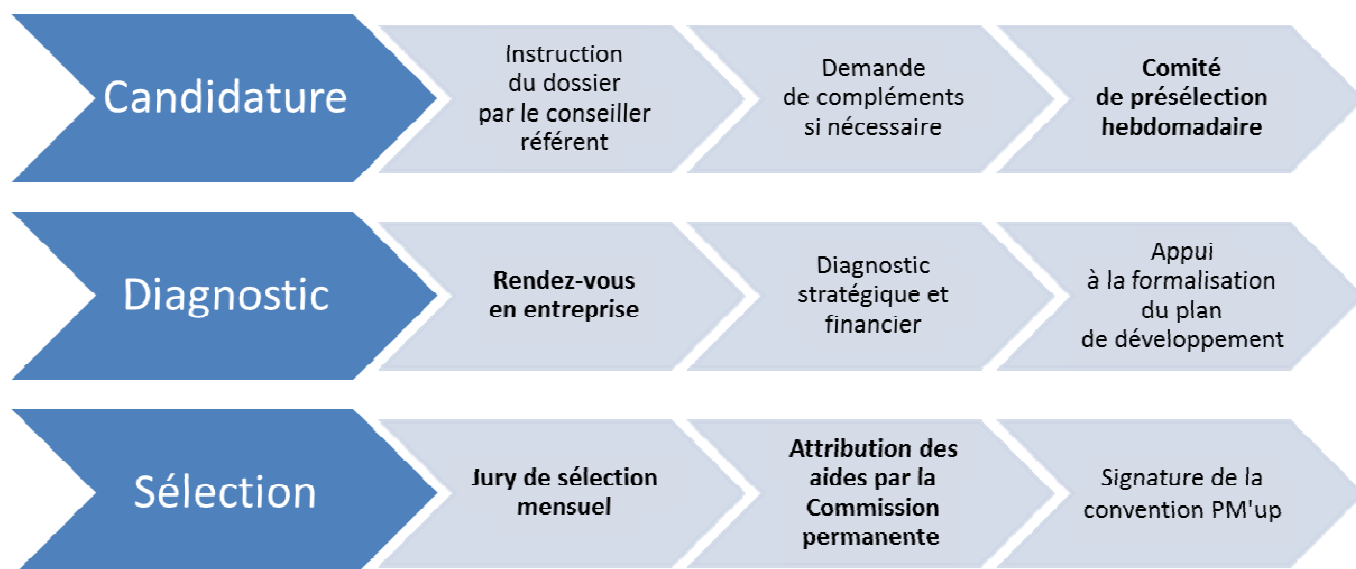 Candidature
Instruction
du dossier
par le conseiller
référent
Demande
de compléments
si nécessaire
Comité
de présélection
hebdomadaire
Diagnostic
Rendez-vous
en entreprise
Diagnostic
stratégique et
financier
Appui
à la formalisation
du plan
de développement
Sélection
Jury de sélection
mensuel
Attribution des
aides par la
Commission
permanente
Signature de la
convention PM'up